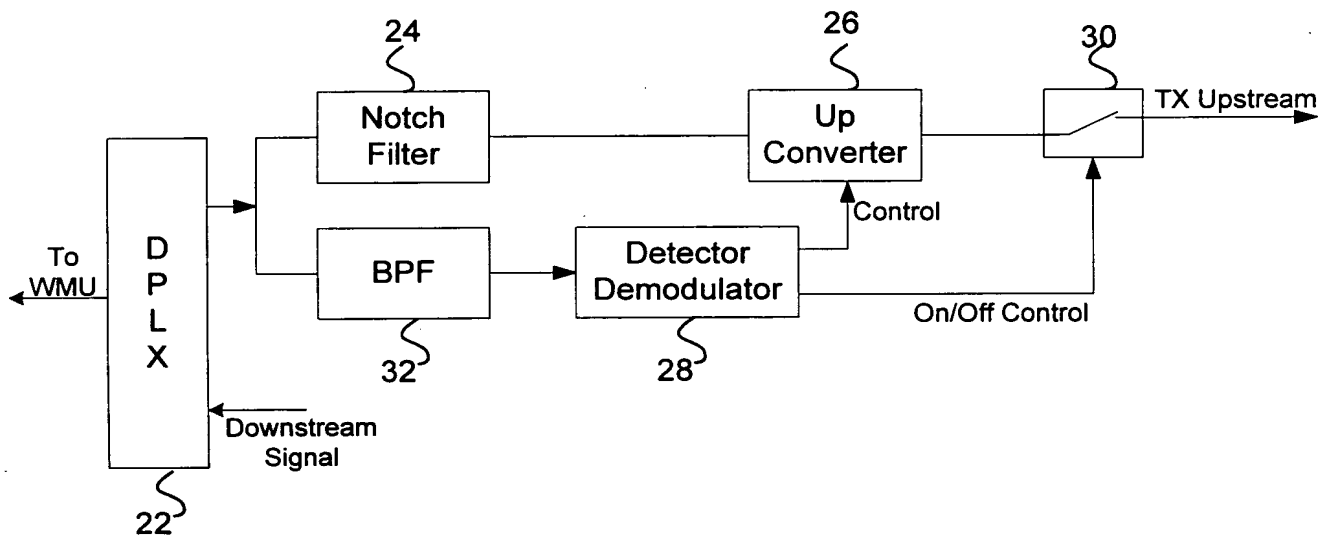 24
26
30
Notch
Filter
Up
Converter
TX Upstream
D
P
L
X
To
WMU
BPF
Detector
Demodulator
Control
On/Off Control
32
28
Downstream
Signal
22